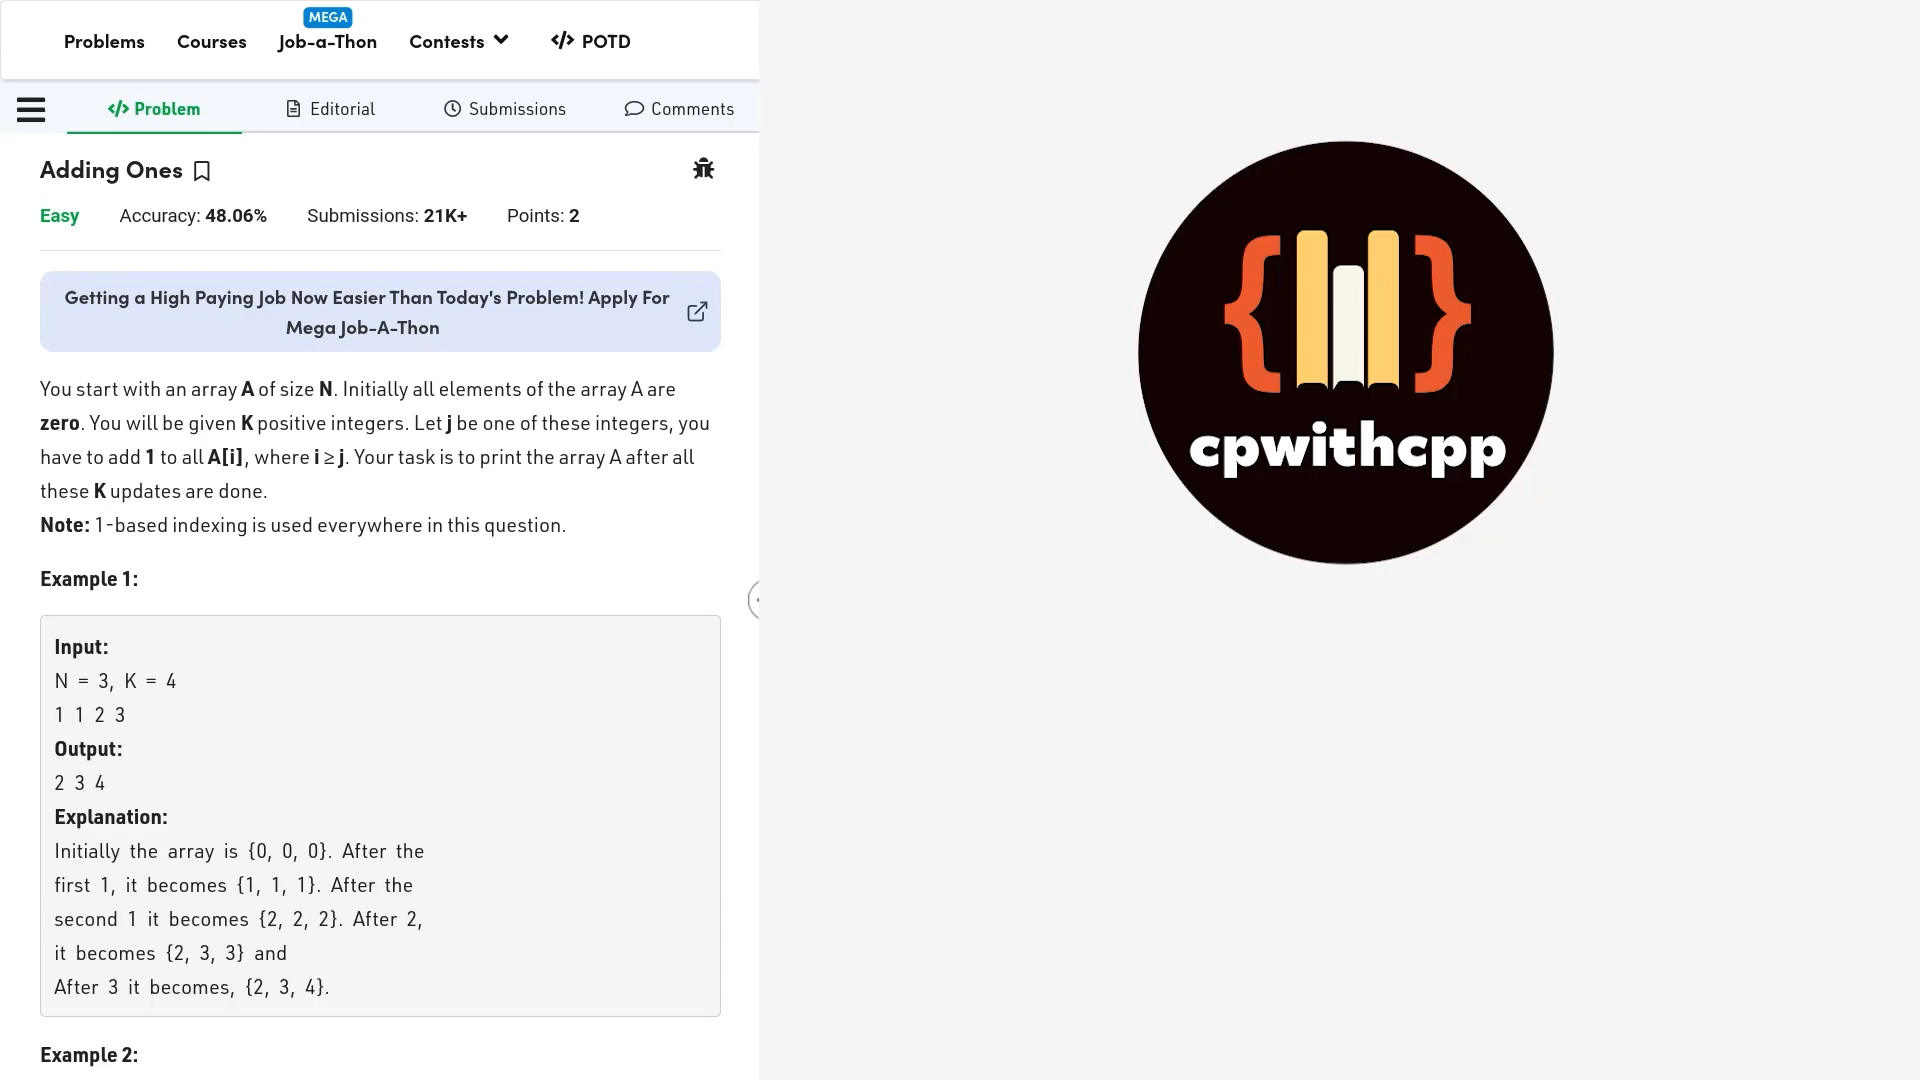 MEGA
Problems Courses Job-a-Thon Contests </> POTD
</> Problem Editorial Submissions Comments
Adding Ones
Easy Accuracy: 48.06% Submissions: 21K+ Points: 2
Getting a High Paying Job Now Easier Than Today's Problem! Apply For
Mega Job-A-Thon
You start with an array A of size N. Initially all elements of the array A are
zero. You will be given K positive integers. Let j be one of these integers, you
have to add 1 to all A[i], where i ≥ j. Your task is to print the array A after all
these K updates are done.
Note: 1-based indexing is used everywhere in this question.
Example 1:
Input:
N = 3, K = 4
1 1 2 3
Output:
2 3 4
Explanation:
Initially the array is {0, 0, 0}. After the
first 1, it becomes {1, 1, 1}. After the
second 1 it becomes {2, 2, 2}. After 2,
it becomes {2, 3, 3} and
After 3 it becomes, {2, 3, 4}.
Example 2:
cpwithcpp